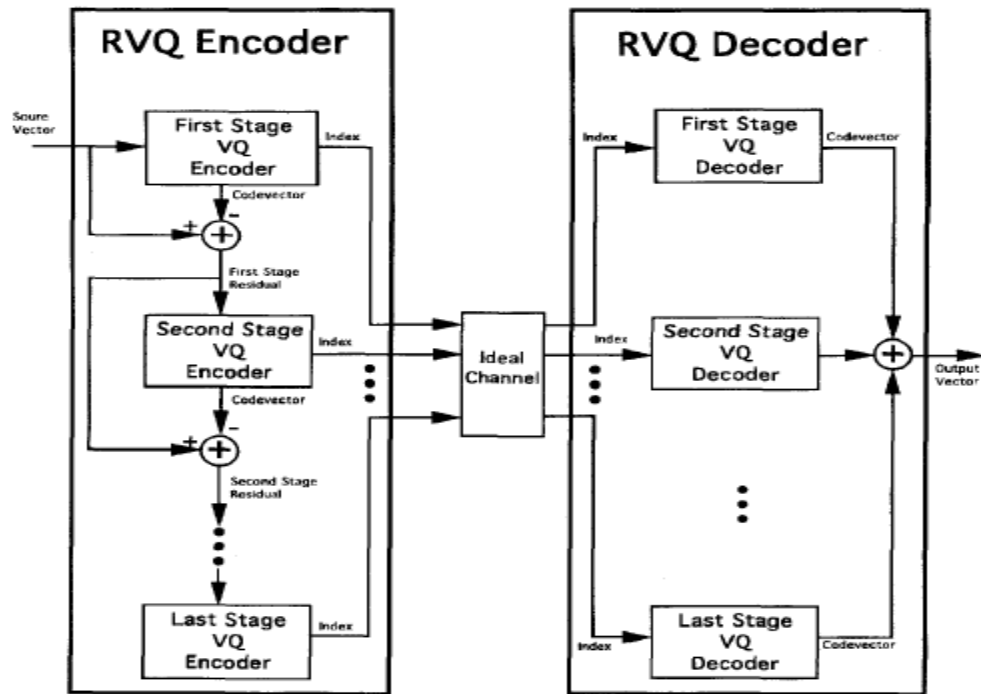 RVQ Encoder
Soure
Vector
First Stage
VQ
Encoder
Index
Codevector
+
−
+
First Stage
Residual
Second Stage
VQ
Encoder
Index
Codevector
+
−
+
Second Stage
Residual
Last Stage
VQ
Encoder
Index
Ideal
Channel
RVQ Decoder
Index
First Stage
VQ
Decoder
Codevector
Index
Second Stage
VQ
Decoder
+
Output
Vector
Index
Last Stage
VQ
Decoder
Codevector